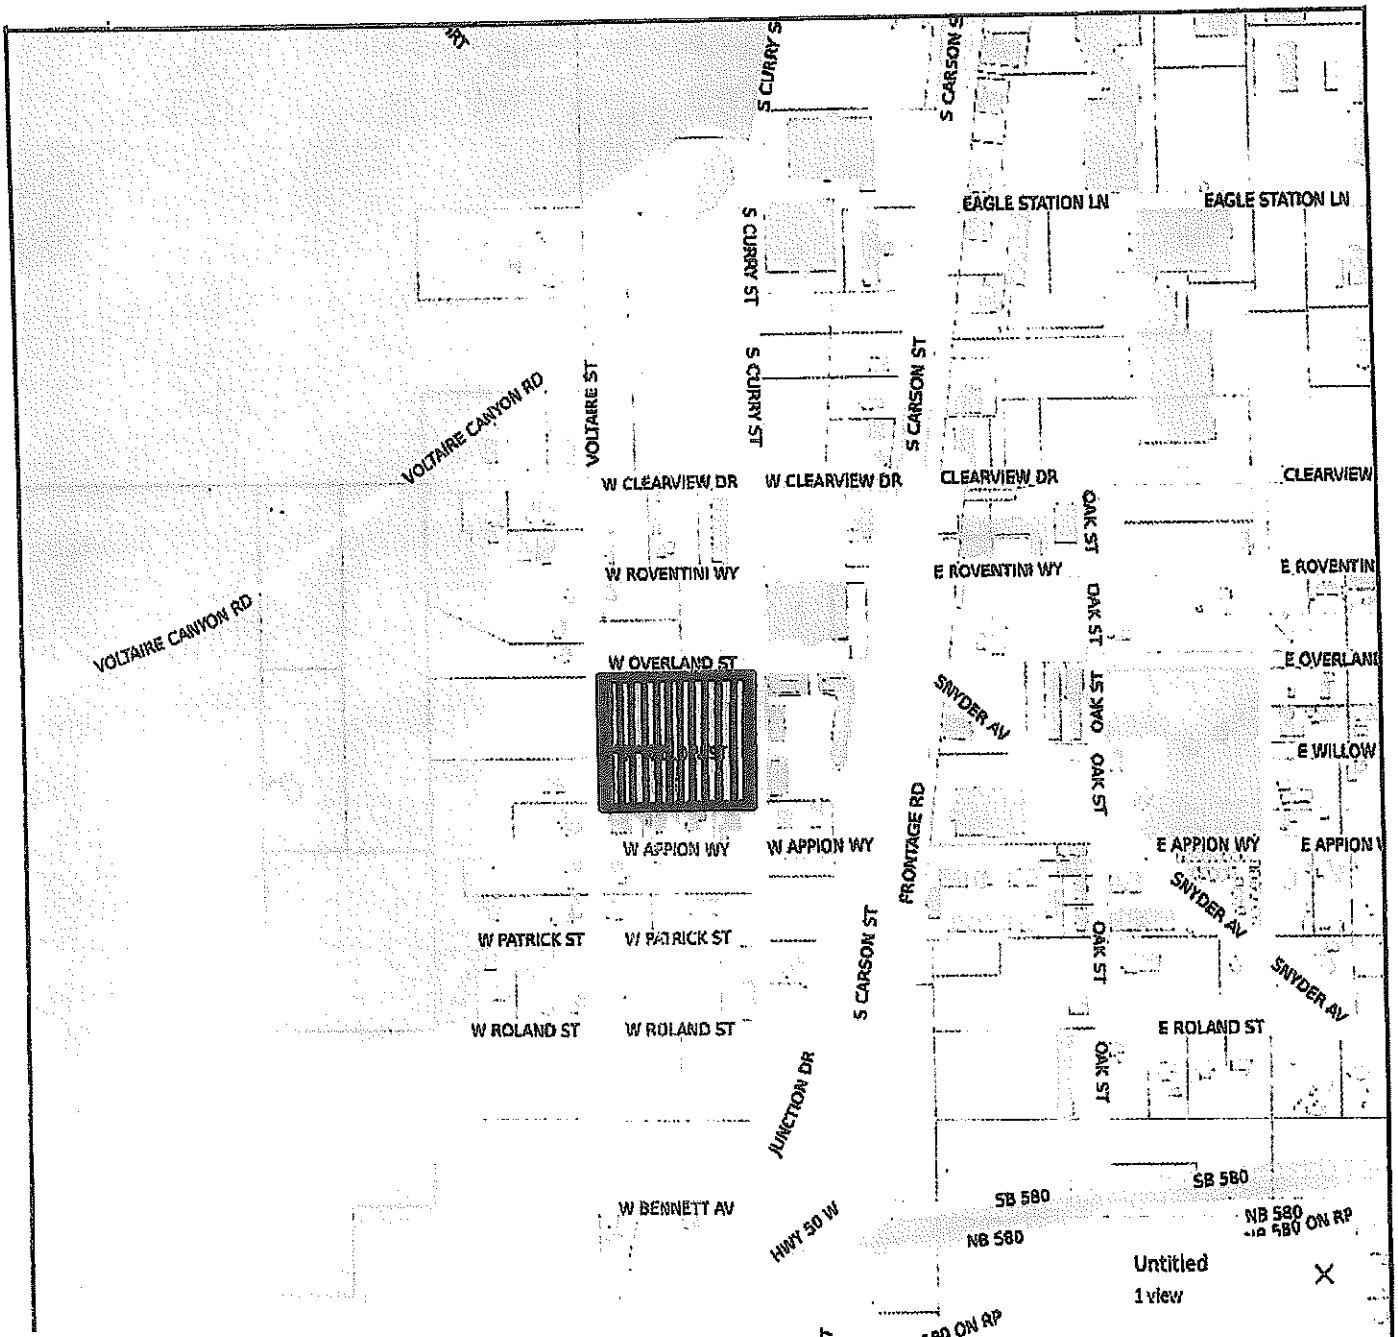 S CURRY S
S CARSON S
EAGLE STATION LN
EAGLE STATION LN
S CURRY ST
S CURRY ST
S CARSON ST
VOLTAIRE ST
VOLTAIRE CANYON RD
W CLEARVIEW DR
W CLEARVIEW DR
CLEARVIEW DR
CLEARVIEW
OAK ST
W ROVENTINI WY
E ROVENTINI WY
E ROVENTIN
OAK ST
VOLTAIRE CANYON RD
W OVERLAND ST
E OVERLAND
SNYDER AV
OAK ST
E WILLOW
OAK ST
FRONTAGE RD
W APPION WY
W APPION WY
E APPION WY
E APPION W
SNYDER AV
W PATRICK ST
W PATRICK ST
S CARSON ST
OAK ST
SNYDER AV
W ROLAND ST
W ROLAND ST
E ROLAND ST
OAK ST
JUNCTION DR
W BENNETT AV
HWY 50 W
SB 580
SB 580
NB 580
NB 580
NB 580 ON RP
Untitled
1 view
580 ON RP